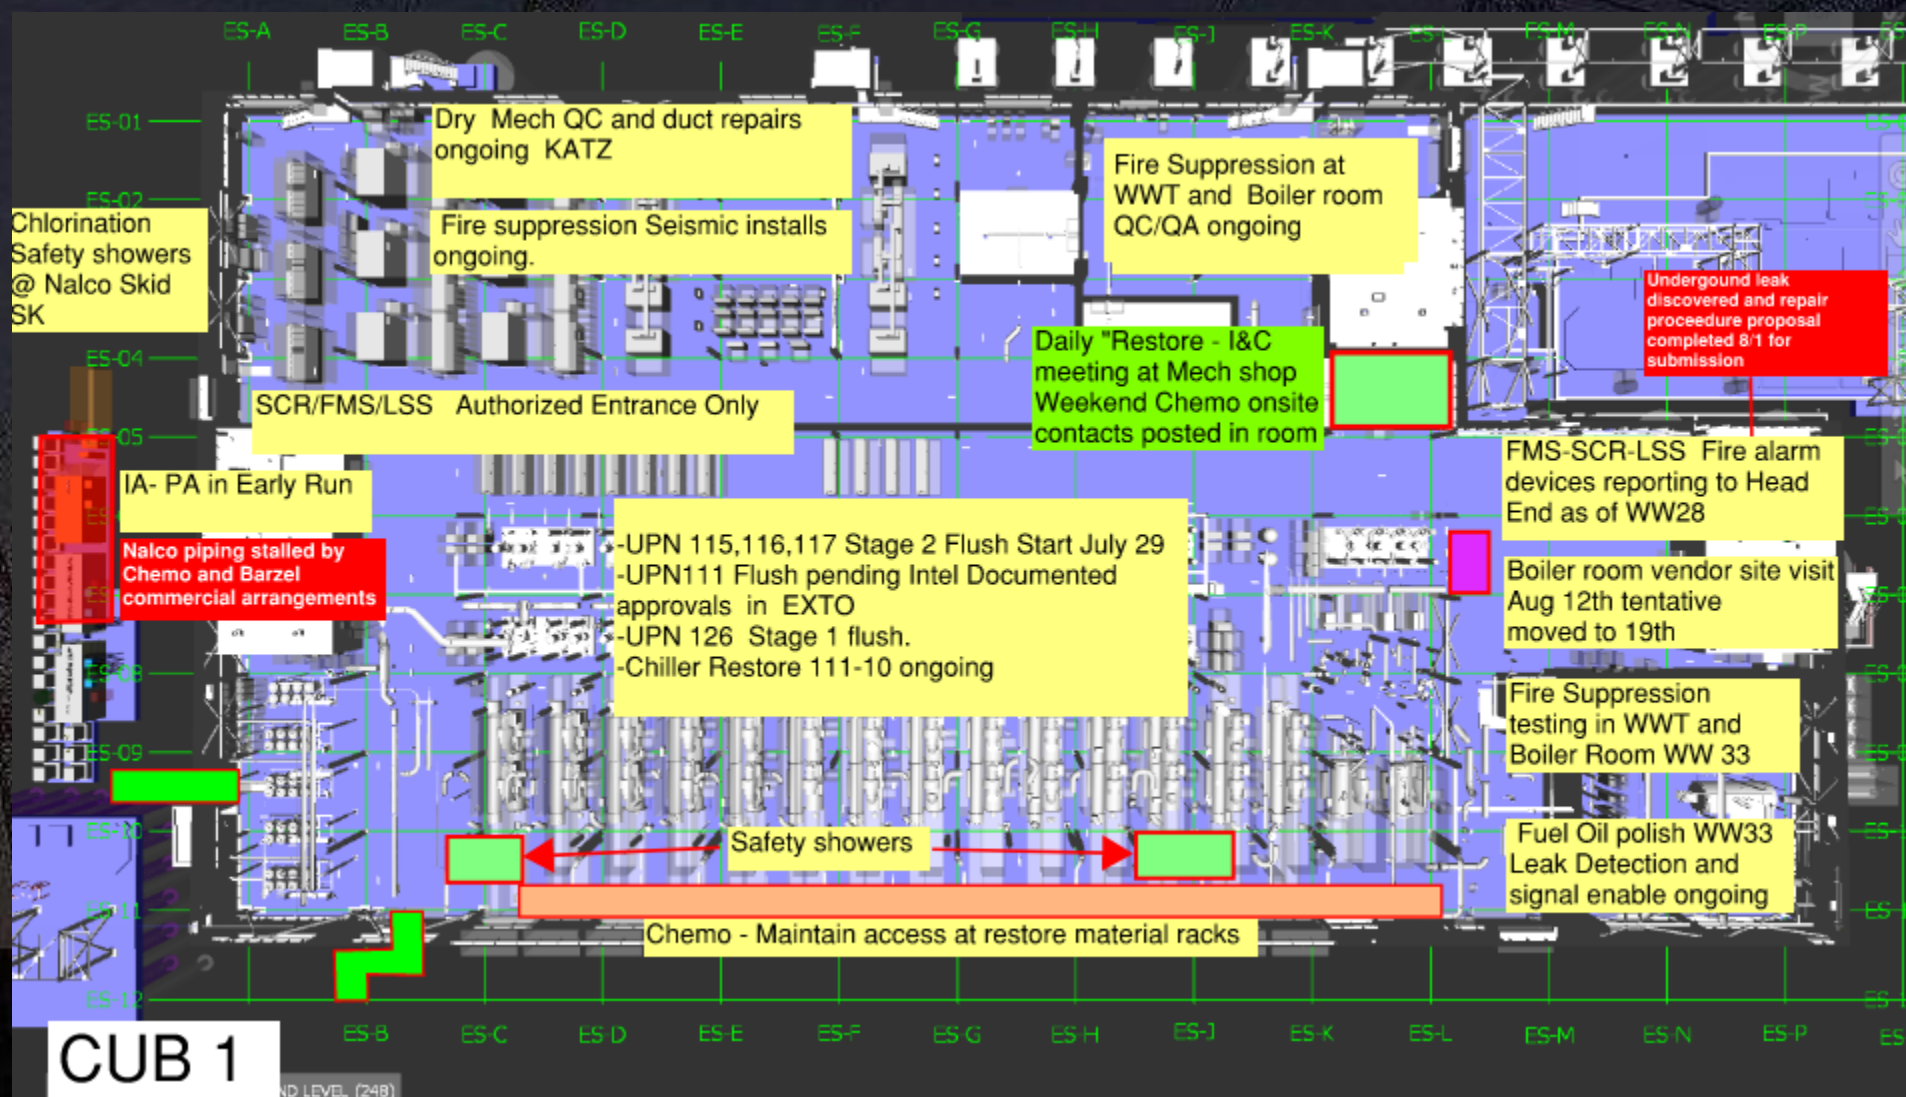 ES-A ES-B ES-C ES-D ES-E ES-F ES-G ES-H ES-J ES-K ES-L ES-M ES-N ES-P
ES-01
Dry Mech QC and duct repairs
ongoing KATZ
Fire Suppression at
WWT and Boiler room
QC/QA ongoing
ES-02
Chlorination
Safety showers
@ Nalco Skid
SK
Fire suppression Seismic installs
ongoing.
Undergound leak
discovered and repair
proceedure proposal
completed 8/1 for
submission
Daily "Restore - I&C
meeting at Mech shop
Weekend Chemo onsite
contacts posted in room
ES-04
SCR/FMS/LSS Authorized Entrance Only
ES-05
FMS-SCR-LSS Fire alarm
devices reporting to Head
End as of WW28
IA- PA in Early Run
Nalco piping stalled by
Chemo and Barzel
commercial arrangements
-UPN 115,116,117 Stage 2 Flush Start July 29
-UPN111 Flush pending Intel Documented
approvals in EXTO
-UPN 126 Stage 1 flush.
-Chiller Restore 111-10 ongoing
Boiler room vendor site visit
Aug 12th tentative
moved to 19th
ES-08
Fire Suppression
testing in WWT and
Boiler Room WW 33
ES-09
ES-10
Safety showers
Fuel Oil polish WW33
Leak Detection and
signal enable ongoing
ES-11
Chemo - Maintain access at restore material racks
ES-12
ES-B ES-C ES-D ES-E ES-F ES-G ES-H ES-J ES-K ES-L ES-M ES-N ES-P
CUB 1
ND LEVEL (248)